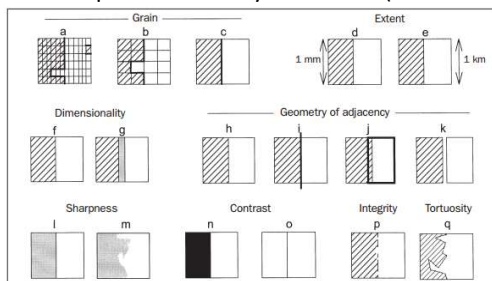 Grain Extent
a b c d e
1 mm 1 km
Dimensionality Geometry of adjacency
f g h i j k
Sharpness Contrast Integrity Tortuosity
l m n o p q